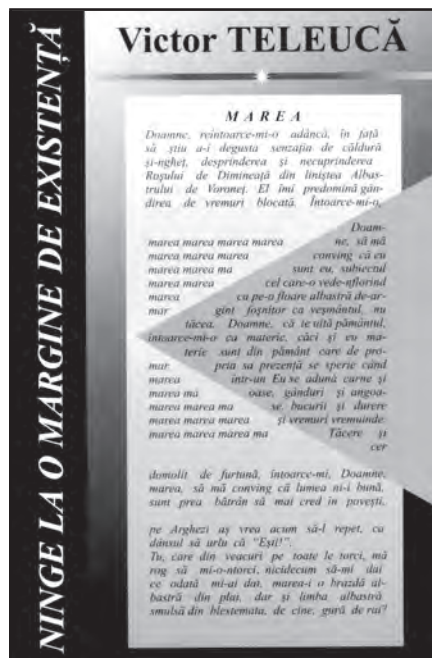 NINGE LA O MARGINE DE EXISTENȚĂ
Victor TELEUCĂ
MAREA
Doamne, reintoarce-mi-o adâncă, în față
să știu a-i degusta senzația de căldură
și-ngheț, desprinderea și necuprinderea
Roșului de Dimineață din liniștea Albas-
trului de Voroneț. El îmi predomină gân-
direa de vremuri blocată. Întoarce-mi-o,
Doam-
marea marea marea marea ne, să mă
marea marea marea conving că eu
marea marea ma sunt eu, subiectul
marea marea cel care-o vede-nflorind
marea cu pe-o floare albastră de-ar-
mar gint foșnitor ca veșmântul, nu
tăcea, Doamne, că te uită pământul,
întoarce-mi-o ca materie, căci și eu ma-
terie sunt din pământ care de pro-
mar pria sa prezență se sperie când
marea într-un Eu se adună carne și
marea ma oase, gânduri și angoa-
marea marea ma se, bucurii și durere
marea marea marea și vremuri vremuinde.
marea marea marea ma Tăcere și
cer
domolit de furtună, întoarce-mi, Doamne,
marea, să mă conving că lumea ni-i bună,
sunt prea bătrân să mai cred în povești,
pe Arghezi aș vrea acum să-l repet, cu
dânsul să urlu că "Ești!".
Tu, care din veacuri pe toate le torci, mă
rog să mi-o-ntorci, nicidecum să-mi dai
ce odată mi-ai dat, marea-i o brazdă al-
bastră din plai, dar și limba albastră
smulsă din blestemata, de cine, gură de rai?